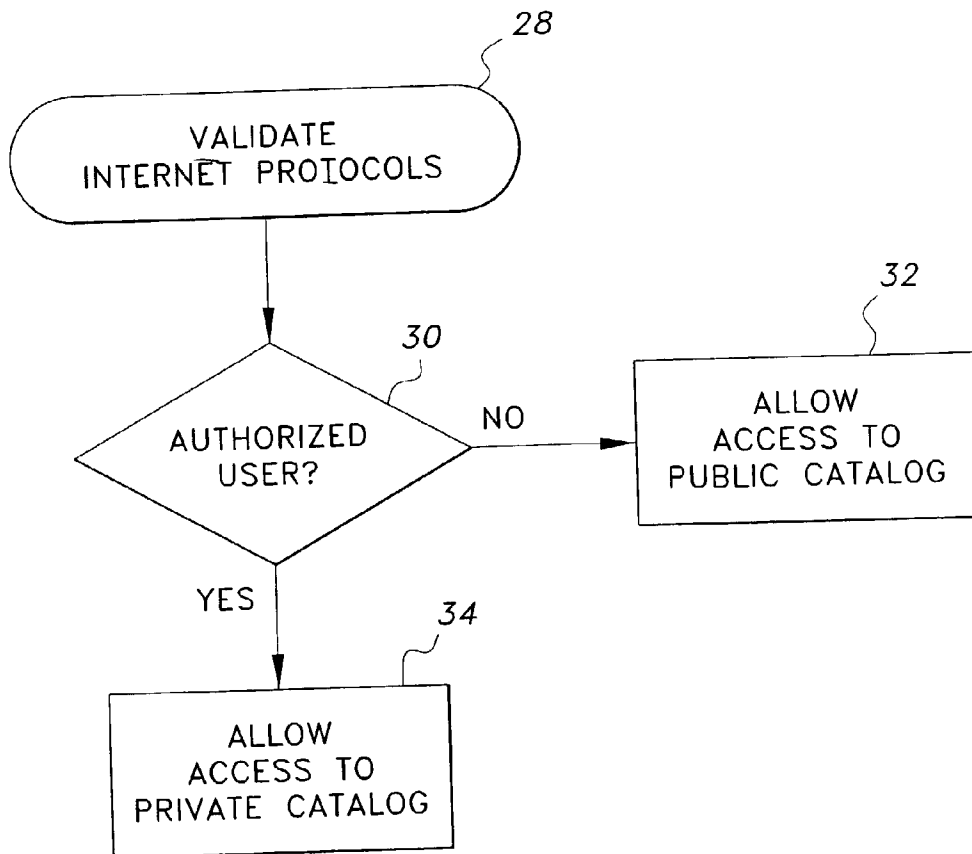 28
VALIDATE
INTERNET PROTOCOLS
30
AUTHORIZED
USER?
NO
32
ALLOW
ACCESS TO
PUBLIC CATALOG
YES
34
ALLOW
ACCESS TO
PRIVATE CATALOG